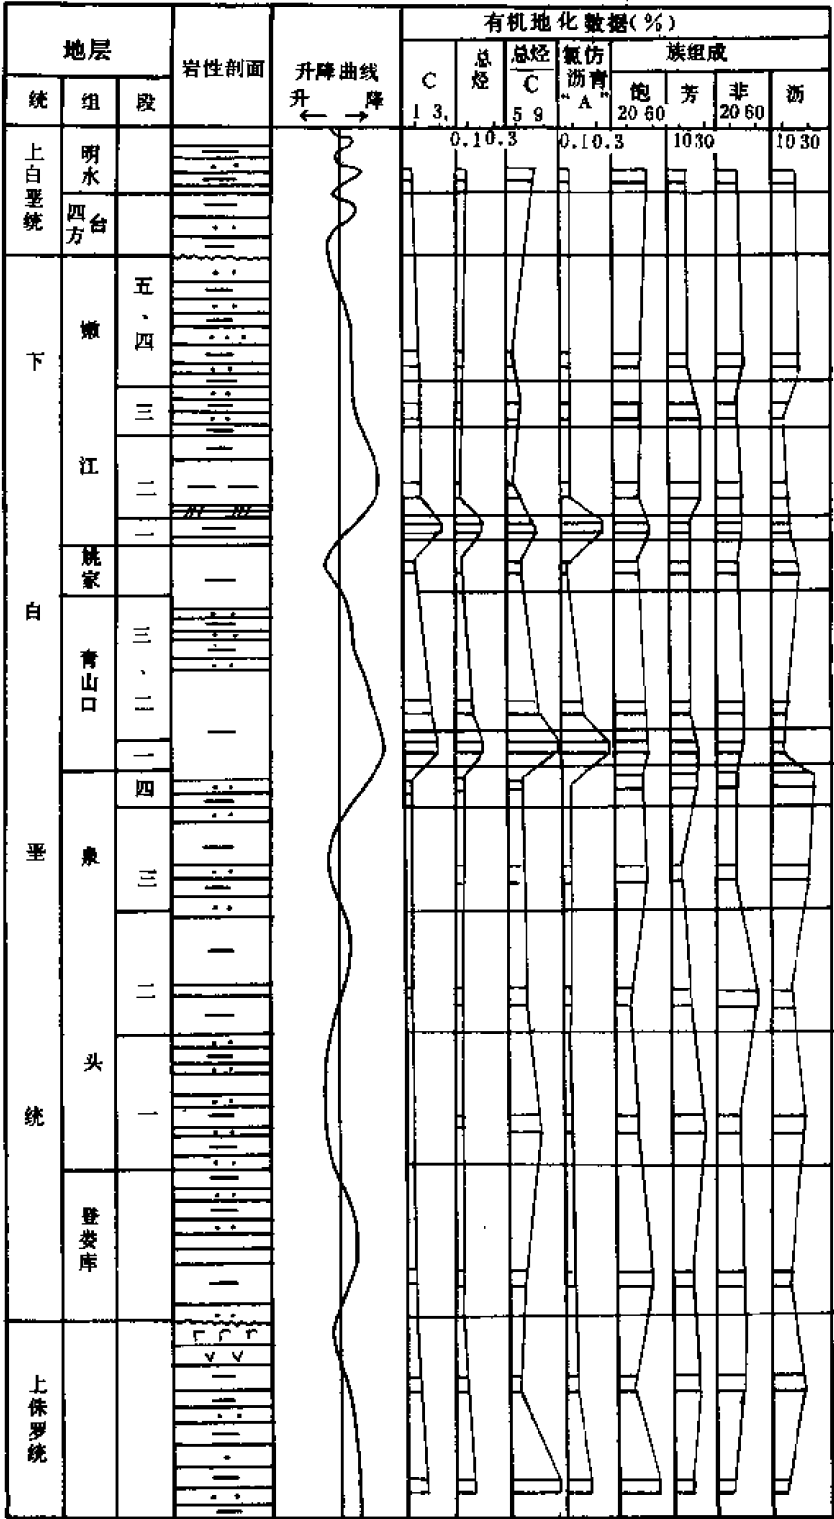 有机地化数据(%)
地层 岩性剖面 升降曲线 C 总烃 总烃/C 氯仿沥青“A” 族组成
统 组 段 升 降 饱 芳 非 沥
1 3, 0.1 0.3 5 9 0.1 0.3 20 60 10 30 20 60 10 30
上白垩统 明水
四方台
下白垩统 嫩江 五、四
三
二
一
姚家
青山口 三、二
一
泉头 四
三
二
一
登娄库
上侏罗统